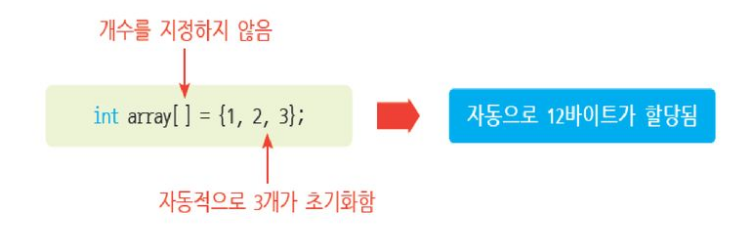 개수를 지정하지 않음
int array[ ] = {1, 2, 3};
자동으로 12바이트가 할당됨
자동적으로 3개가 초기화함